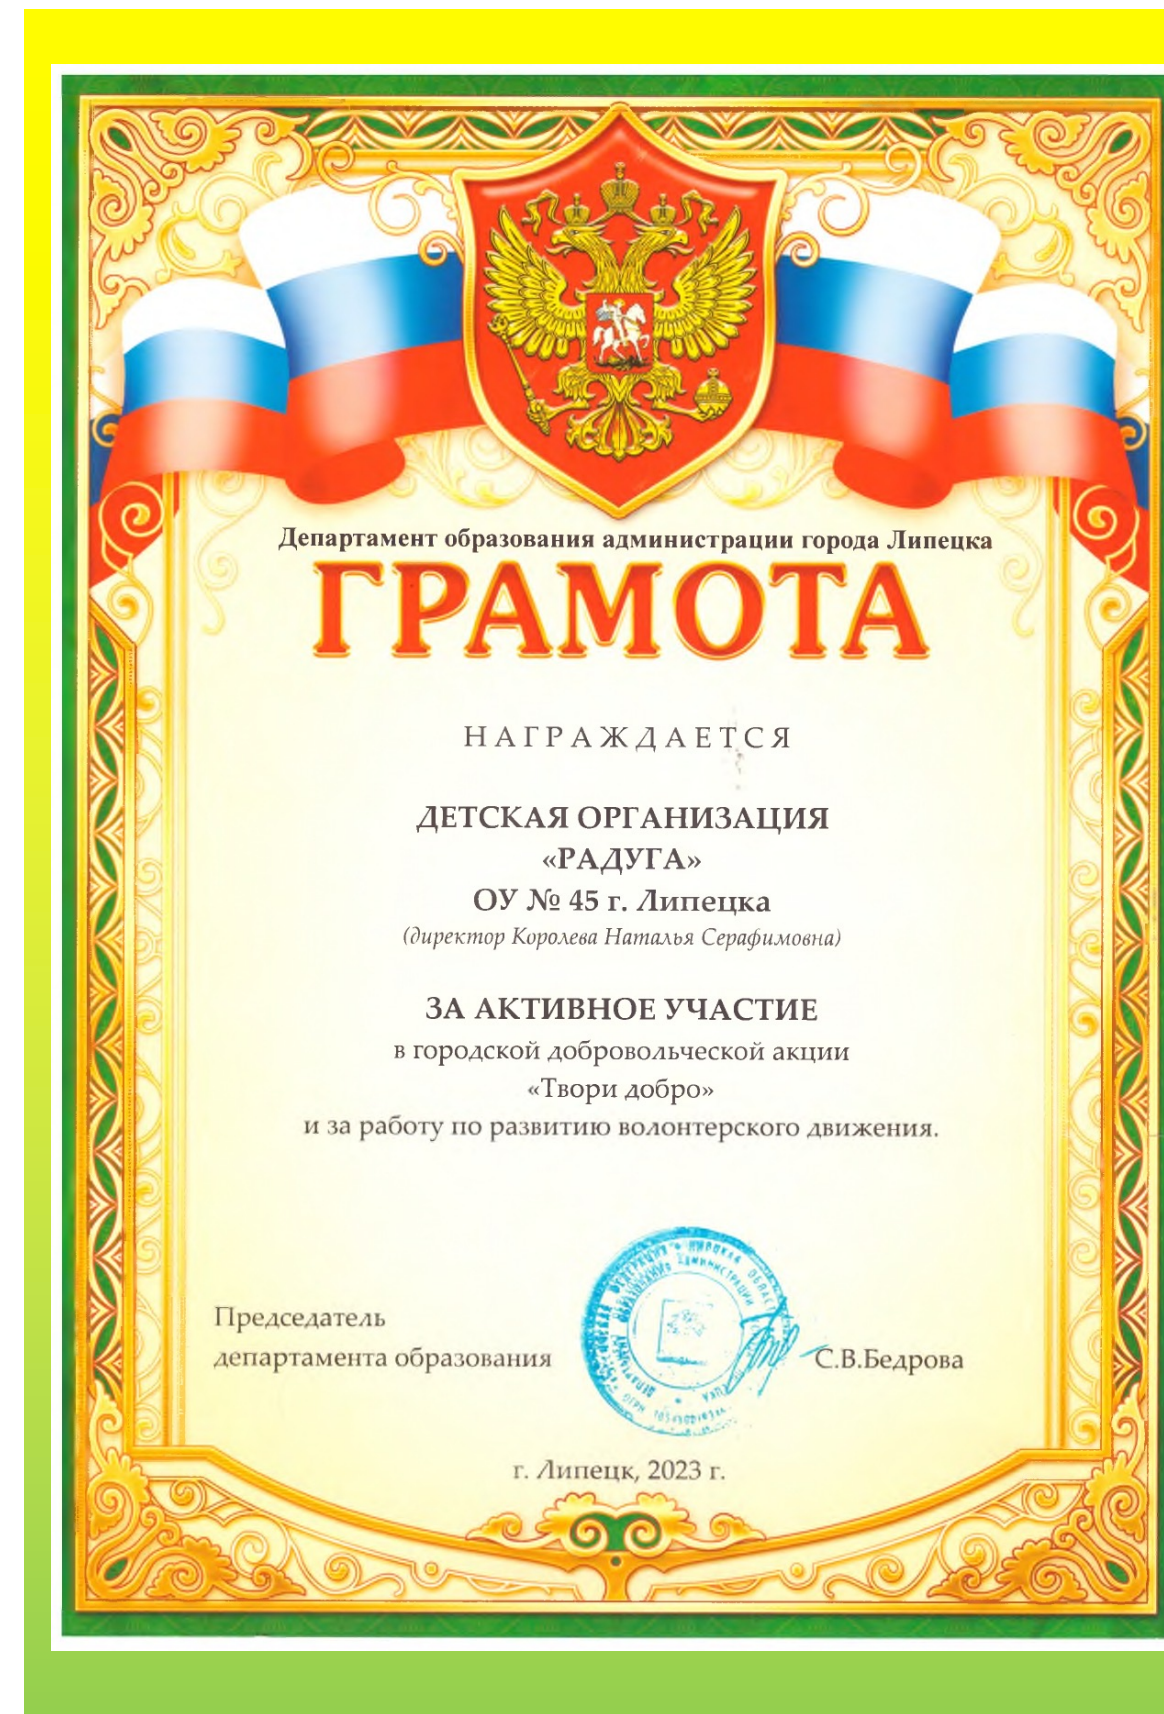 Департамент образования администрации города Липецка
ГРАМОТА
НАГРАЖДАЕТСЯ
ДЕТСКАЯ ОРГАНИЗАЦИЯ
«РАДУГА»
ОУ № 45 г. Липецка
(директор Королева Наталья Серафимовна)
ЗА АКТИВНОЕ УЧАСТИЕ
в городской добровольческой акции
«Твори добро»
и за работу по развитию волонтерского движения.
Председатель
департамента образования
С.В.Бедрова
г. Липецк, 2023 г.